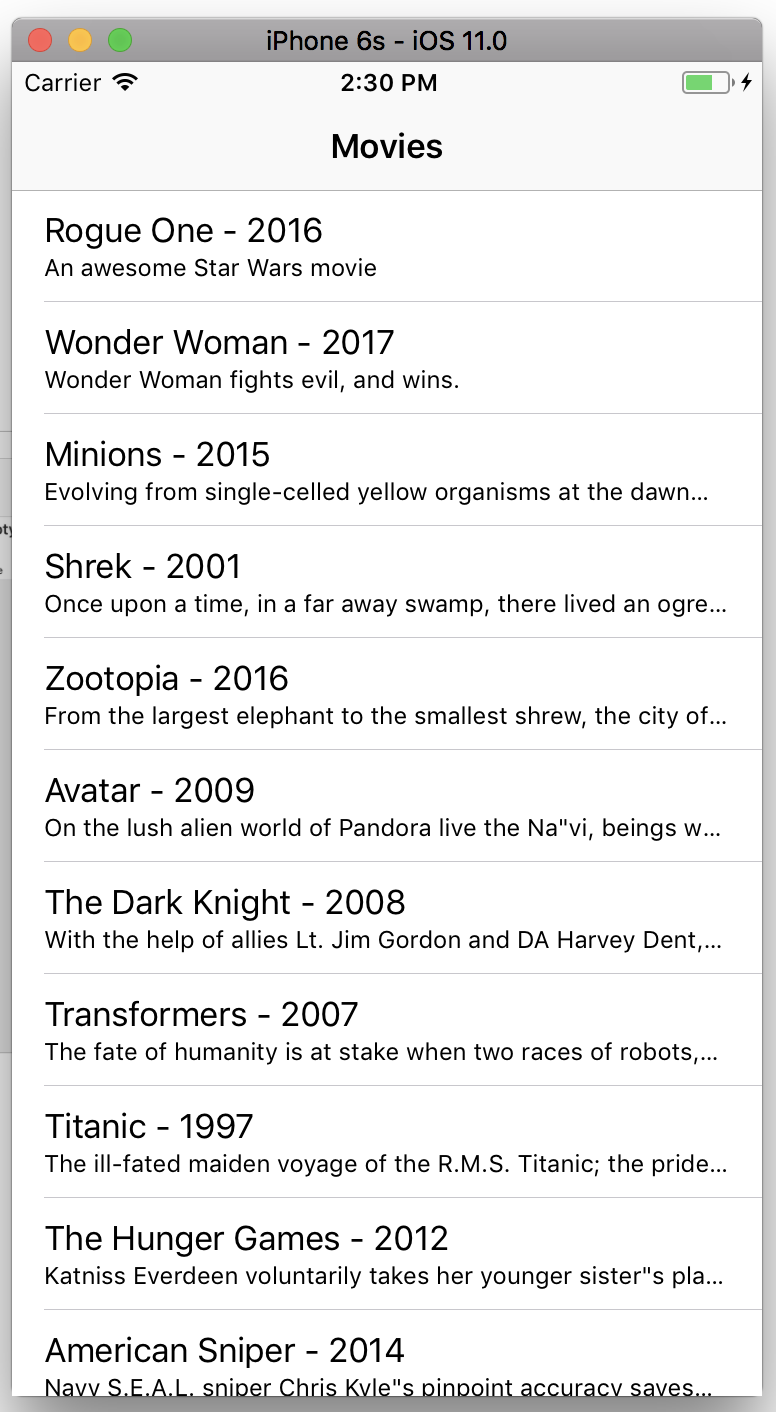 iPhone 6s - iOS 11.0
Carrier 2:30 PM
Movies
Rogue One - 2016
An awesome Star Wars movie
Wonder Woman - 2017
Wonder Woman fights evil, and wins.
Minions - 2015
Evolving from single-celled yellow organisms at the dawn...
Shrek - 2001
Once upon a time, in a far away swamp, there lived an ogre...
Zootopia - 2016
From the largest elephant to the smallest shrew, the city of...
Avatar - 2009
On the lush alien world of Pandora live the Na"vi, beings w...
The Dark Knight - 2008
With the help of allies Lt. Jim Gordon and DA Harvey Dent,...
Transformers - 2007
The fate of humanity is at stake when two races of robots,...
Titanic - 1997
The ill-fated maiden voyage of the R.M.S. Titanic; the pride...
The Hunger Games - 2012
Katniss Everdeen voluntarily takes her younger sister"s pla...
American Sniper - 2014
Navy S.E.A.L. sniper Chris Kyle"s pinpoint accuracy saves...